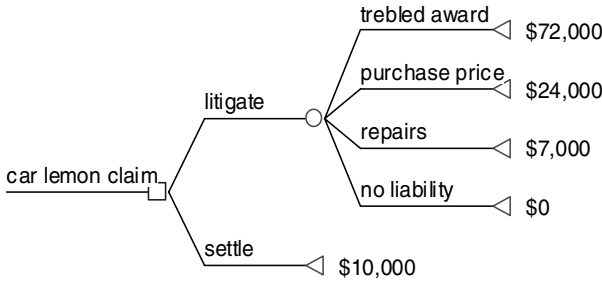 trebled award
$72,000
purchase price
$24,000
litigate
repairs
$7,000
car lemon claim
no liability
$0
settle
$10,000